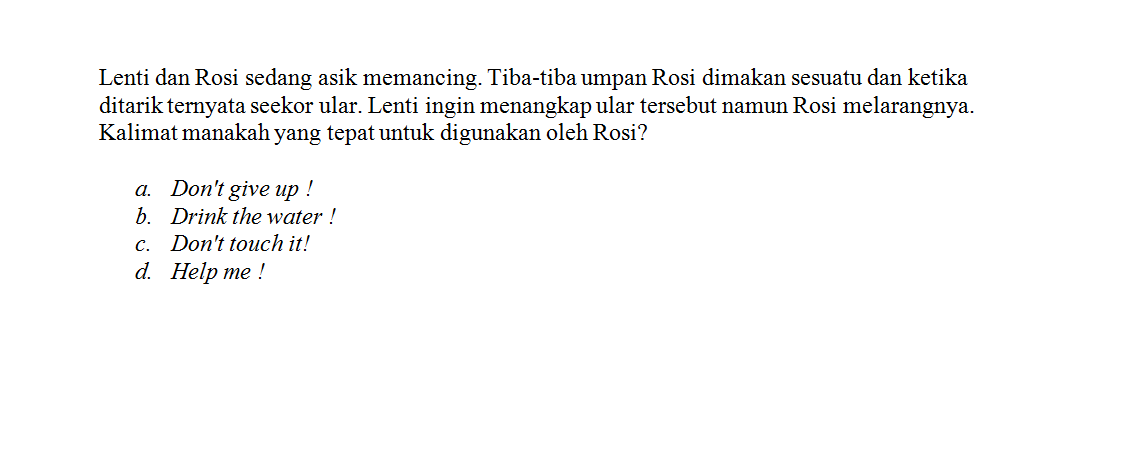 Lenti dan Rosi sedang asik memancing. Tiba-tiba umpan Rosi dimakan sesuatu dan ketika
ditarik ternyata seekor ular. Lenti ingin menangkap ular tersebut namun Rosi melarangnya.
Kalimat manakah yang tepat untuk digunakan oleh Rosi?
a. Don't give up !
b. Drink the water !
c. Don't touch it!
d. Help me !